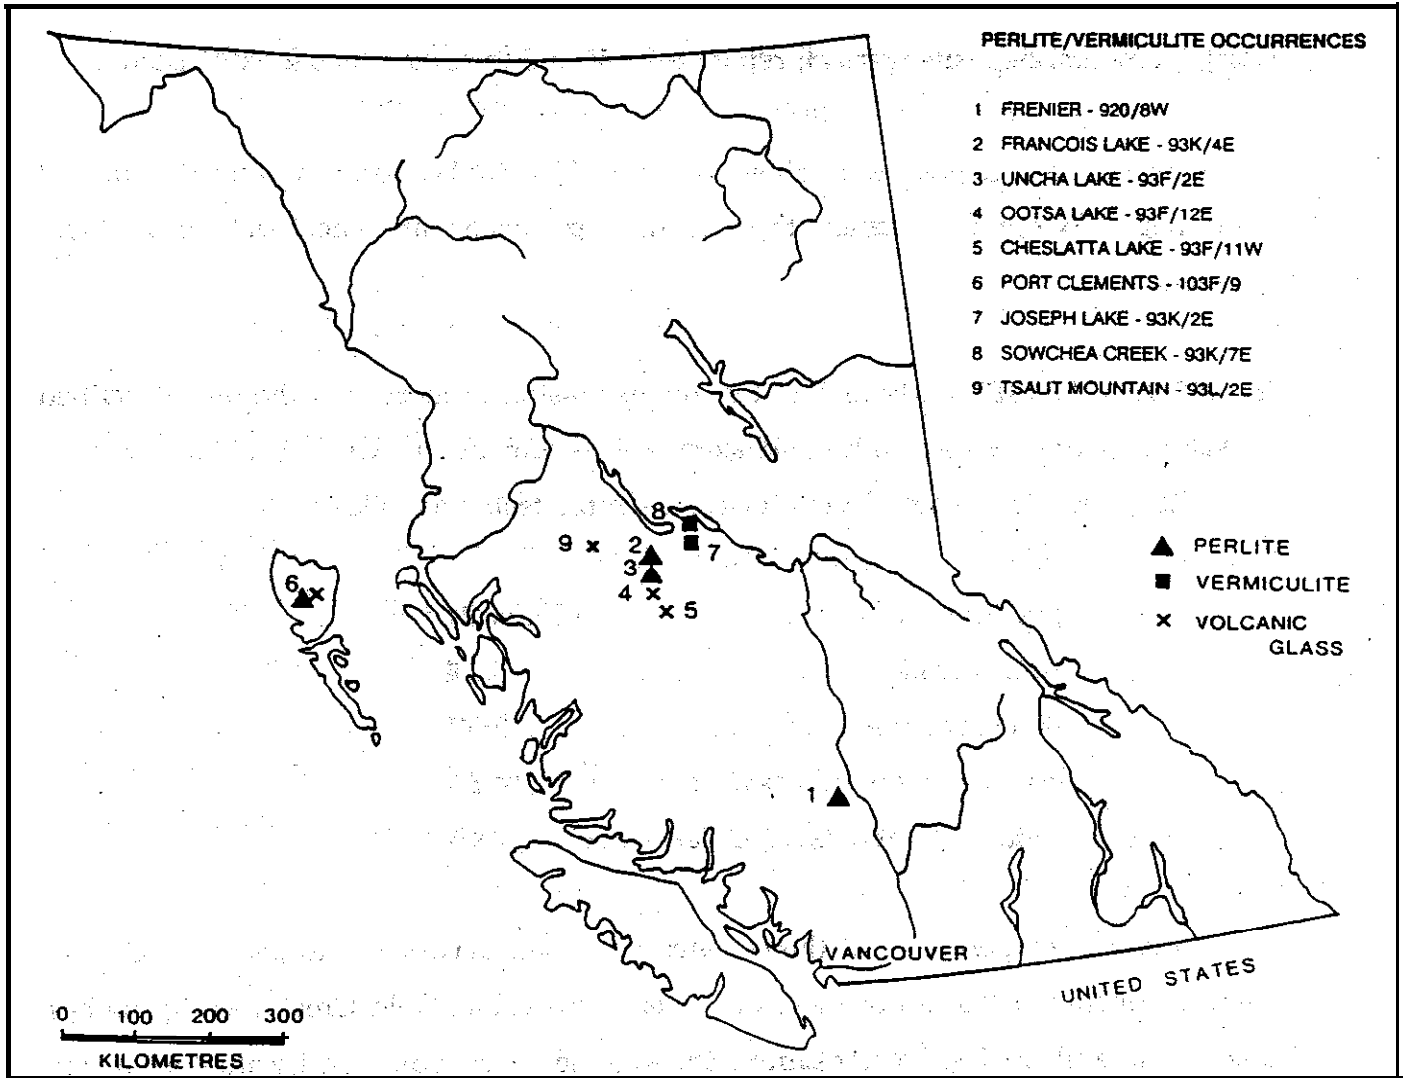 PERLITE/VERMICULITE OCCURRENCES
1 FRENIER - 920/8W
2 FRANCOIS LAKE - 93K/4E
3 UNCHA LAKE - 93F/2E
4 OOTSA LAKE - 93F/12E
5 CHESLATTA LAKE - 93F/11W
6 PORT CLEMENTS - 103F/9
7 JOSEPH LAKE - 93K/2E
8 SOWCHEA CREEK - 93K/7E
9 TSALIT MOUNTAIN - 93L/2E
8
9
2
7
3
6
4
5
PERLITE
VERMICULITE
VOLCANIC
GLASS
1
VANCOUVER
UNITED STATES
0 100 200 300
KILOMETRES